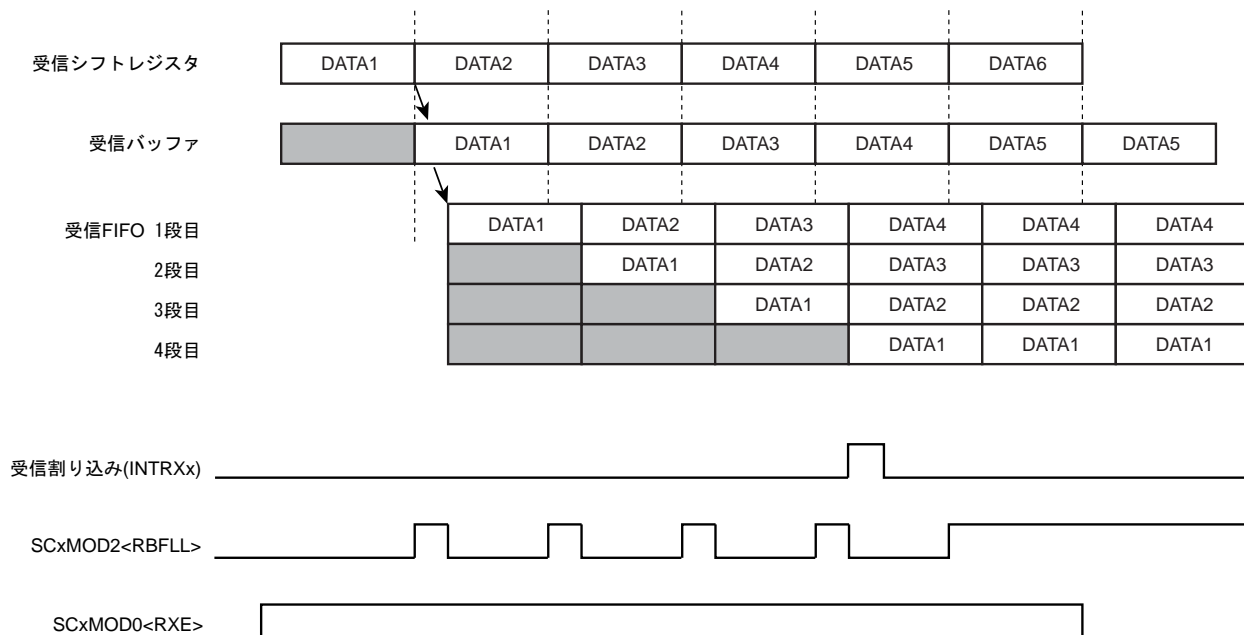 受信シフトレジスタ DATA1 DATA2 DATA3 DATA4 DATA5 DATA6
受信バッファ DATA1 DATA2 DATA3 DATA4 DATA5 DATA5
受信FIFO 1段目 DATA1 DATA2 DATA3 DATA4 DATA4 DATA4
2段目 DATA1 DATA2 DATA3 DATA3 DATA3
3段目 DATA1 DATA2 DATA2 DATA2
4段目 DATA1 DATA1 DATA1
受信割り込み(INTRXx)
SCxMOD2<RBFLL>
SCxMOD0<RXE>